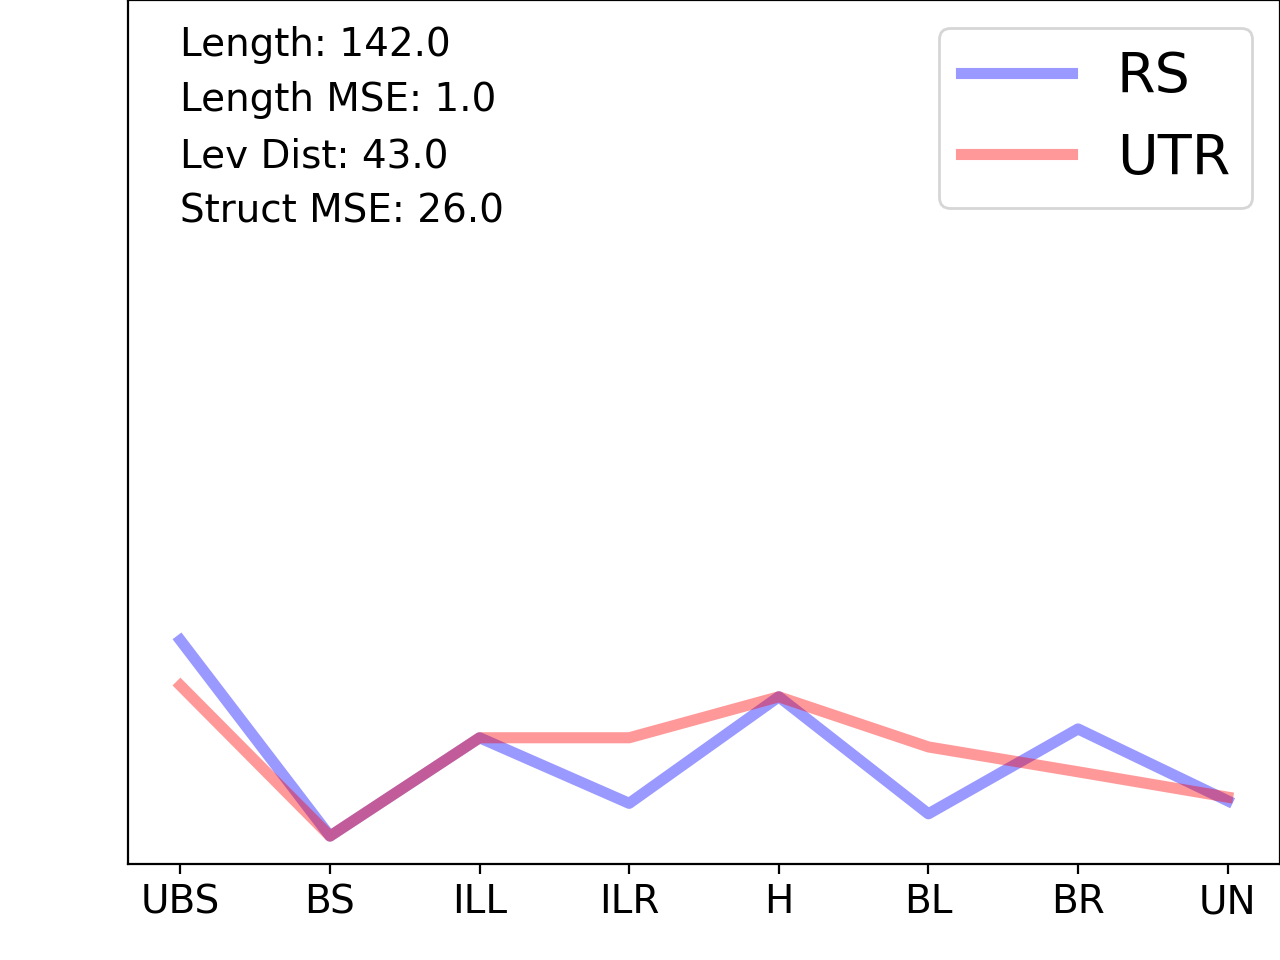 Length: 142.0
Length MSE: 1.0
Lev Dist: 43.0
Struct MSE: 26.0
RS
UTR
UBS BS ILL ILR H BL BR UN